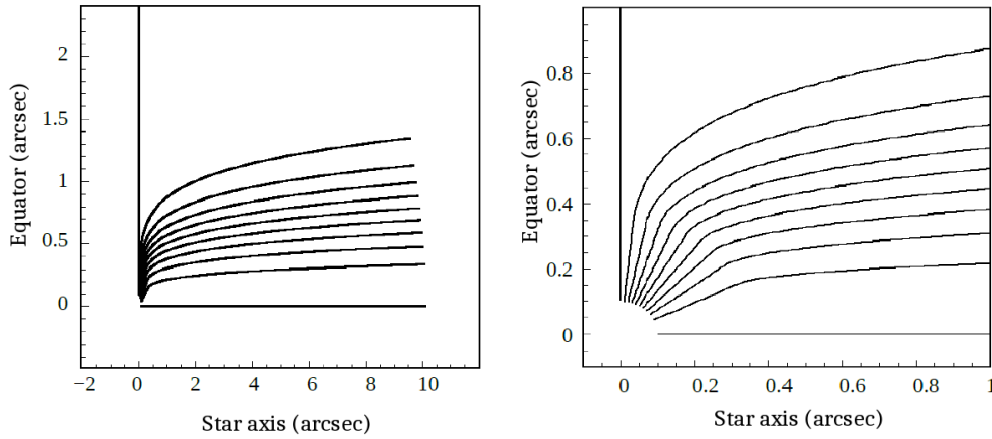 2
1.5
1
0.5
0
−2 0 2 4 6 8 10
Equator (arcsec)
Star axis (arcsec)
0.8
0.6
0.4
0.2
0
0 0.2 0.4 0.6 0.8 1
Equator (arcsec)
Star axis (arcsec)